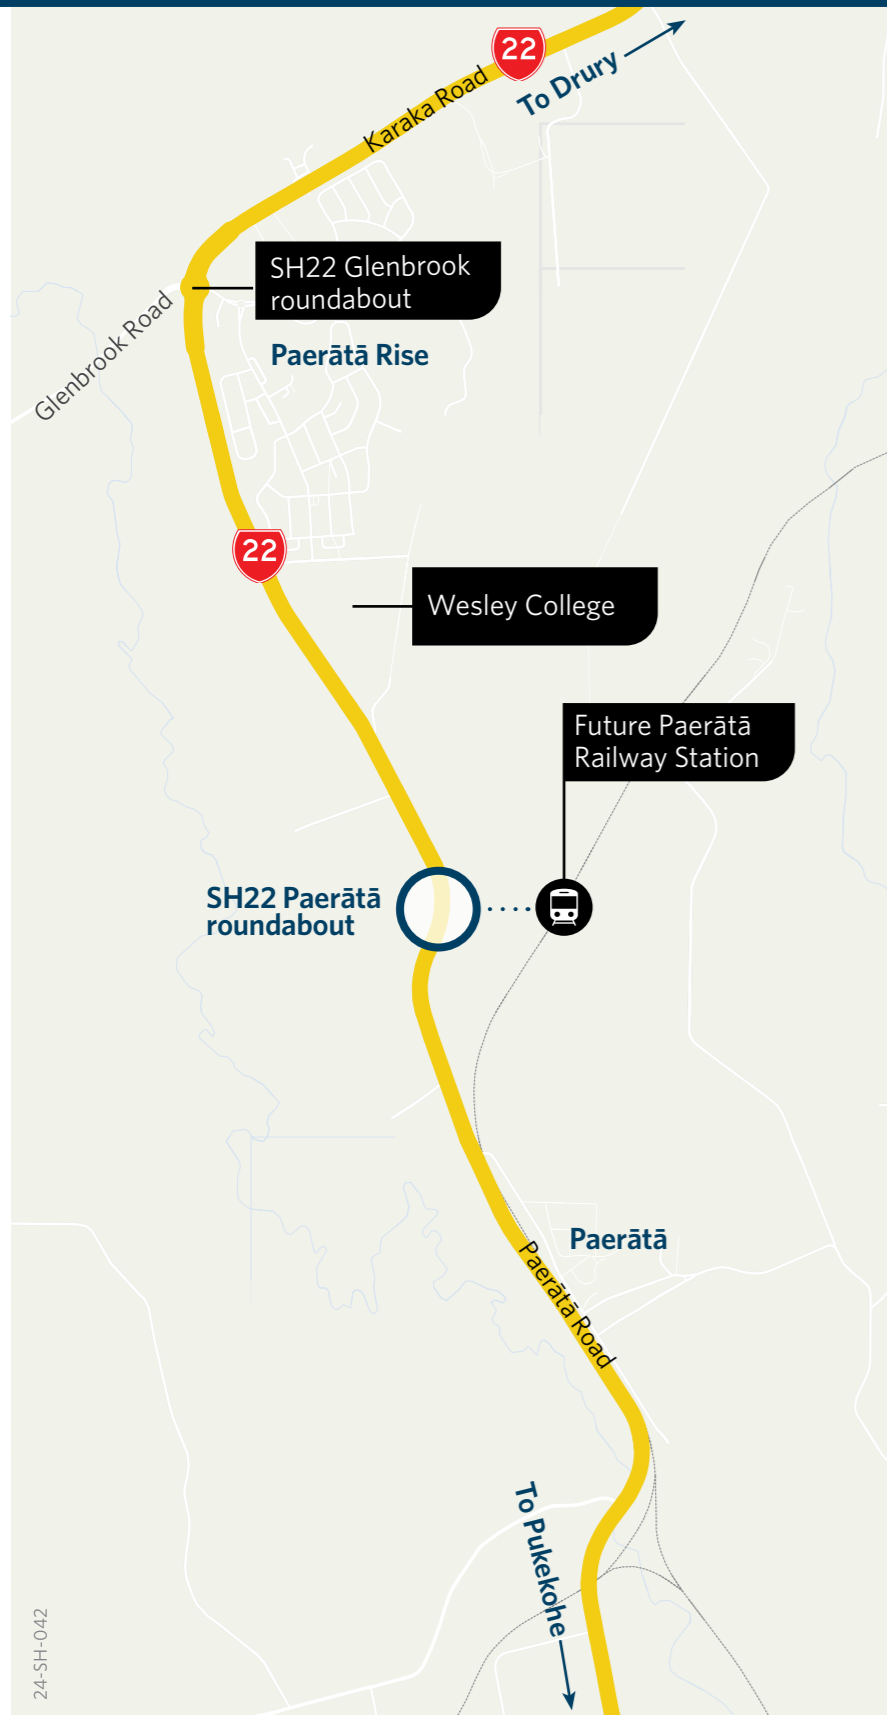 22
To Drury
Karaka Road
SH22 Glenbrook
roundabout
Glenbrook Road
Paerātā Rise
22
Wesley College
Future Paerātā
Railway Station
SH22 Paerātā
roundabout
Paerātā
Paerātā Road
To Pukekohe
24-SH-042